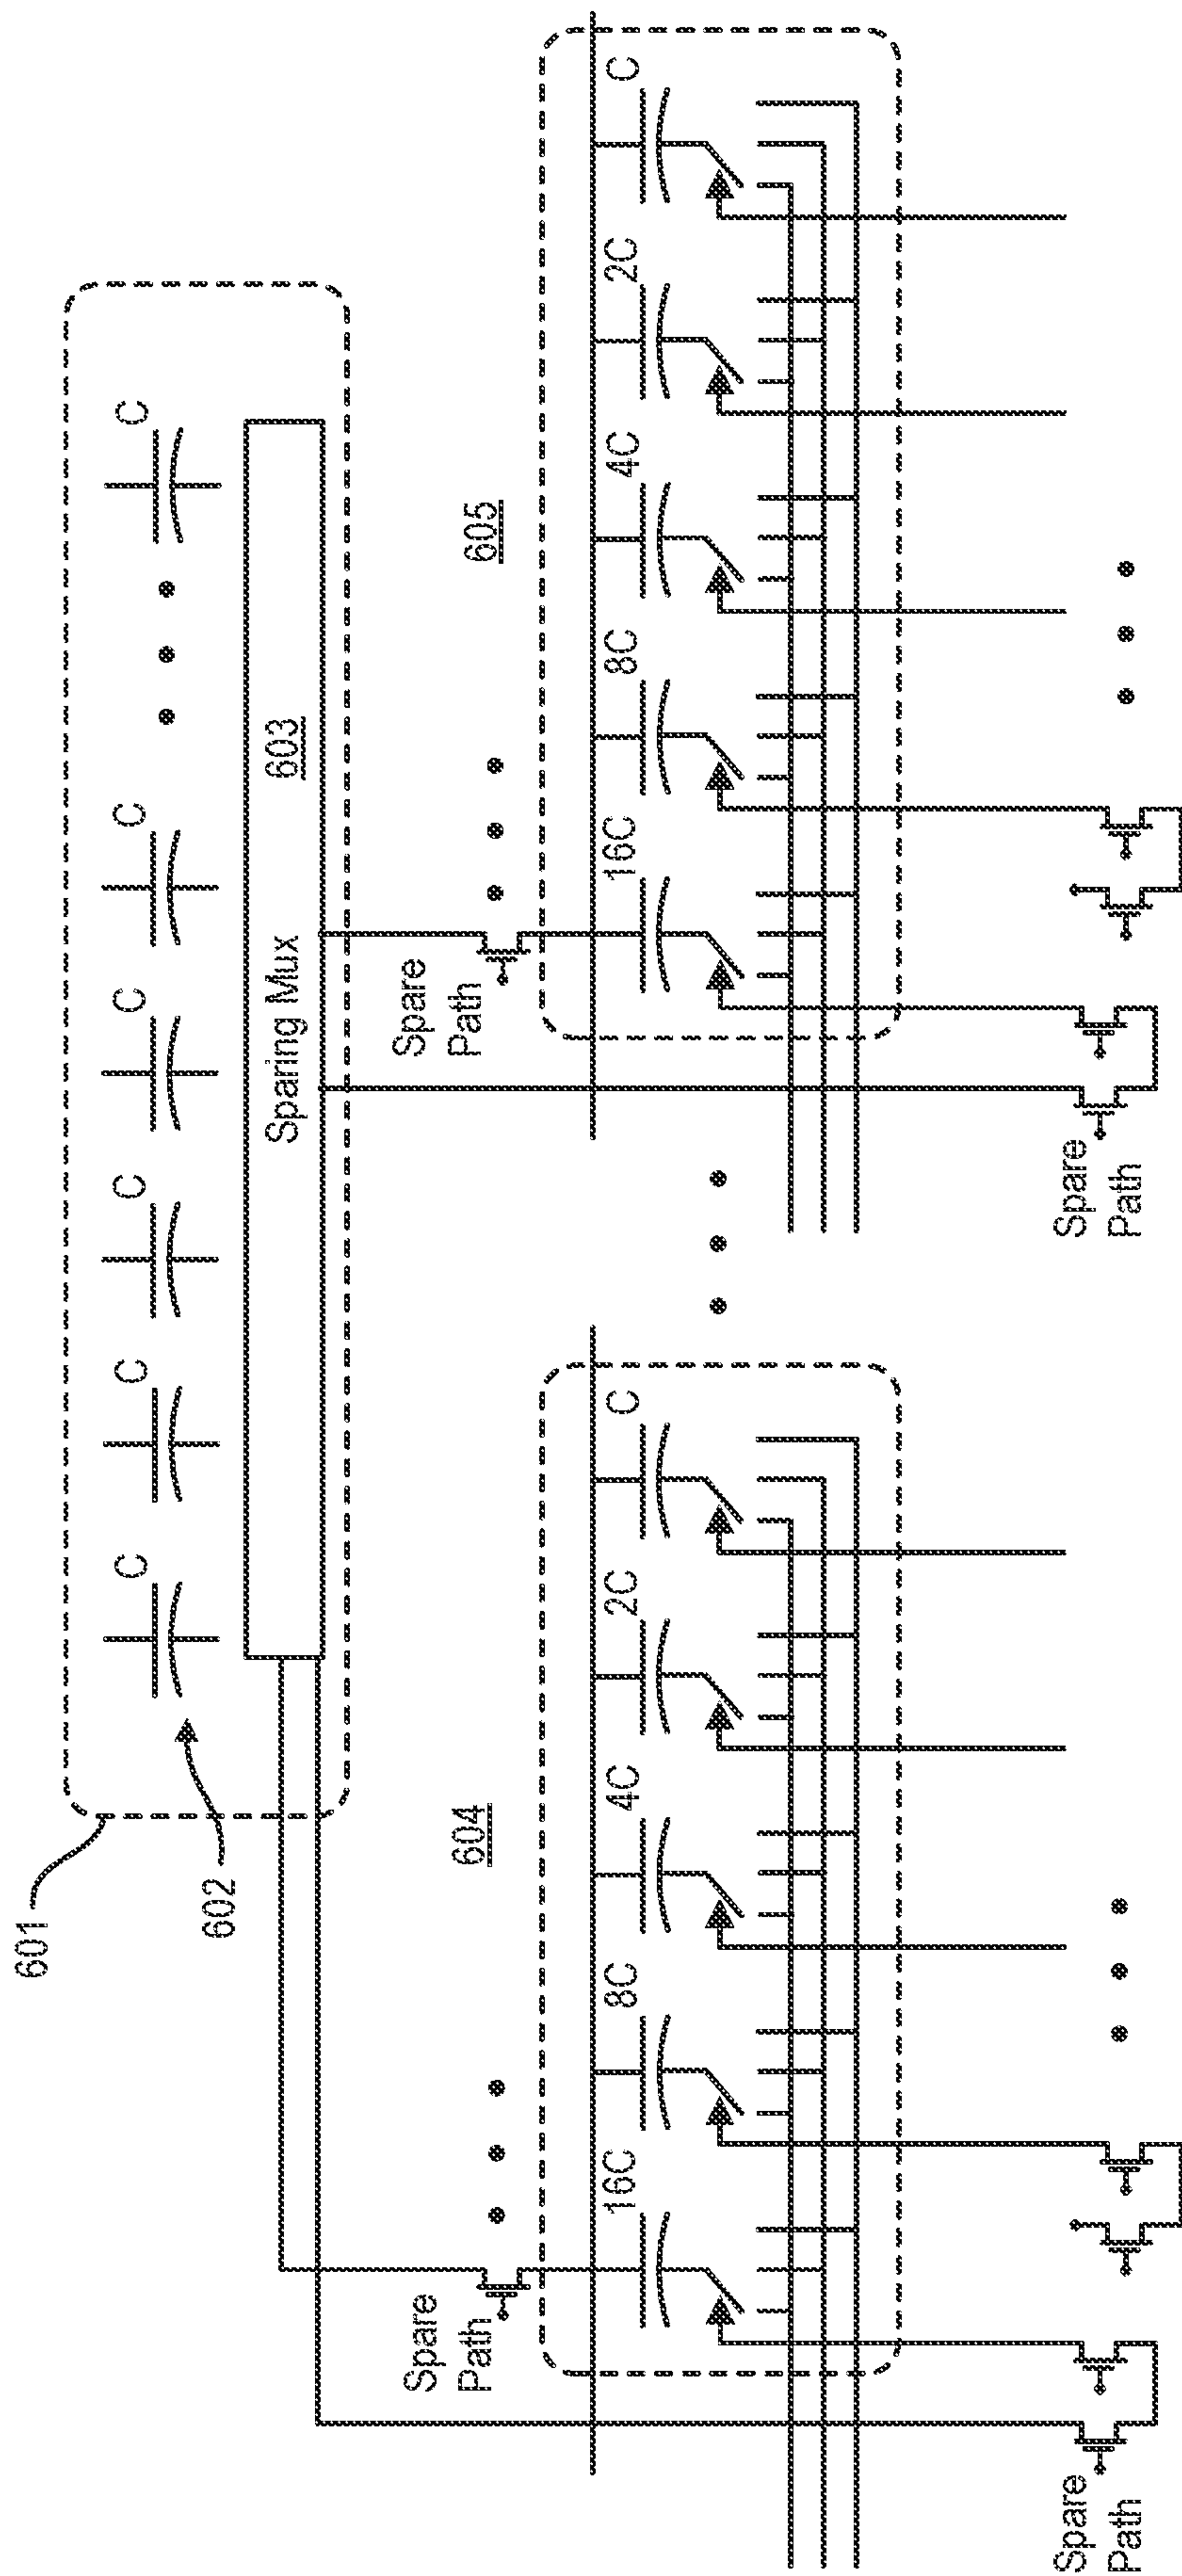 601
602
C
C
C
C
C
C
Sparing Mux
603
604
605
Spare
Path
Spare
Path
16C
8C
4C
2C
C
16C
8C
4C
2C
C
Spare
Path
Spare
Path